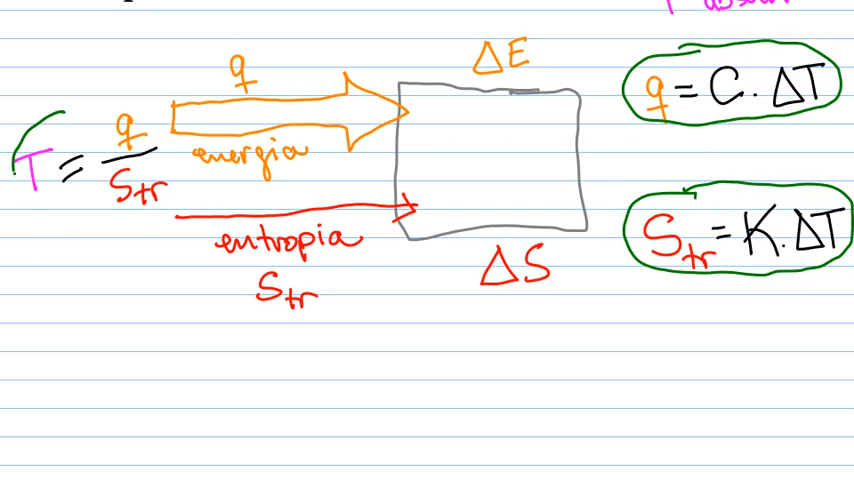 ΔE
q
q = C · ΔT
T = q / Str
energia
entropia
Str
Str = K · ΔT
ΔS